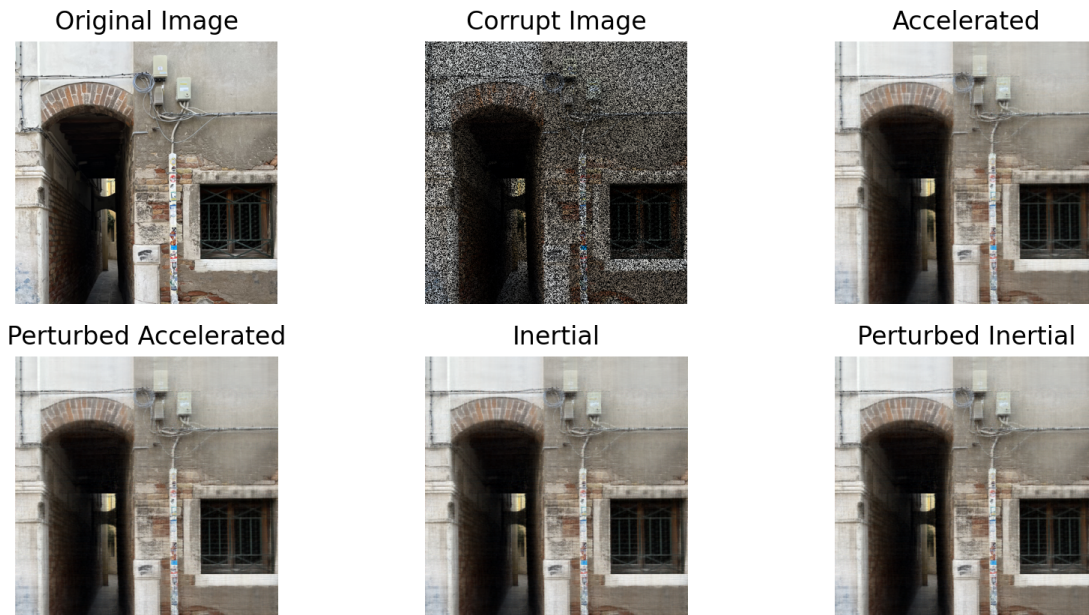 Original Image
Corrupt Image
Accelerated
Perturbed Accelerated
Inertial
Perturbed Inertial